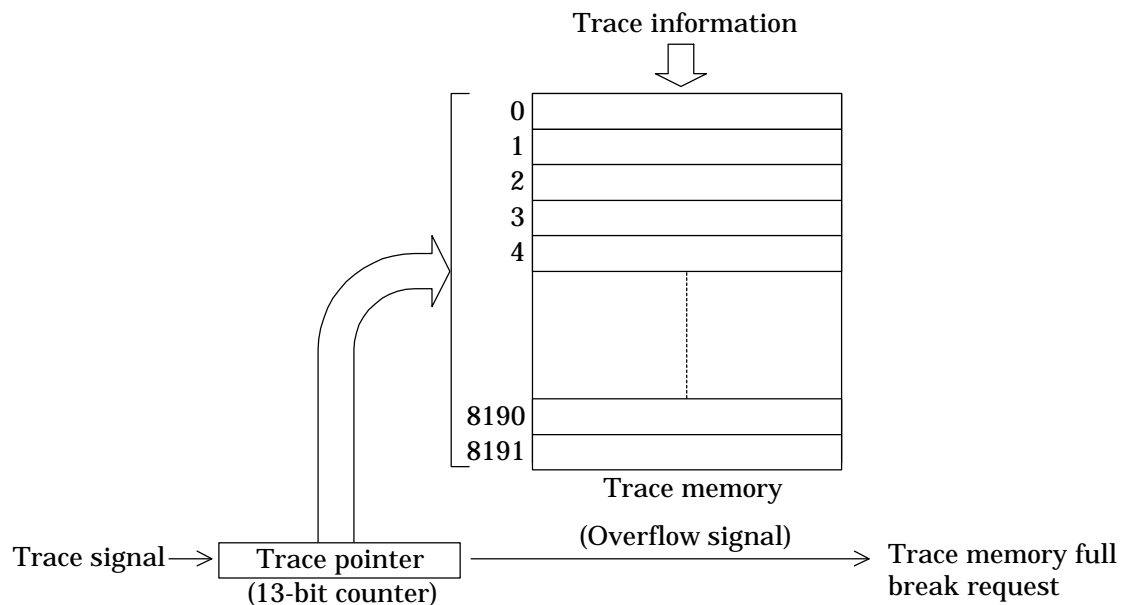 Trace information
0
1
2
3
4
8190
8191
Trace memory
(Overflow signal)
Trace signal
Trace pointer
(13-bit counter)
Trace memory full
break request